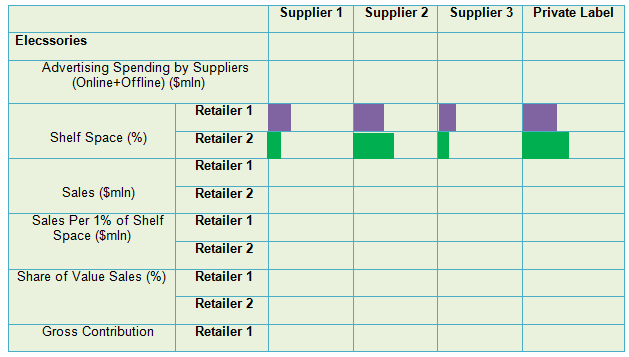 Supplier 1 Supplier 2 Supplier 3 Private Label
Elecssories
Advertising Spending by Suppliers
(Online+Offline) ($mln)
Retailer 1
Shelf Space (%) Retailer 2
Retailer 1
Sales ($mln) Retailer 2
Sales Per 1% of Shelf Retailer 1
Space ($mln)
Retailer 2
Share of Value Sales (%) Retailer 1
Retailer 2
Gross Contribution Retailer 1